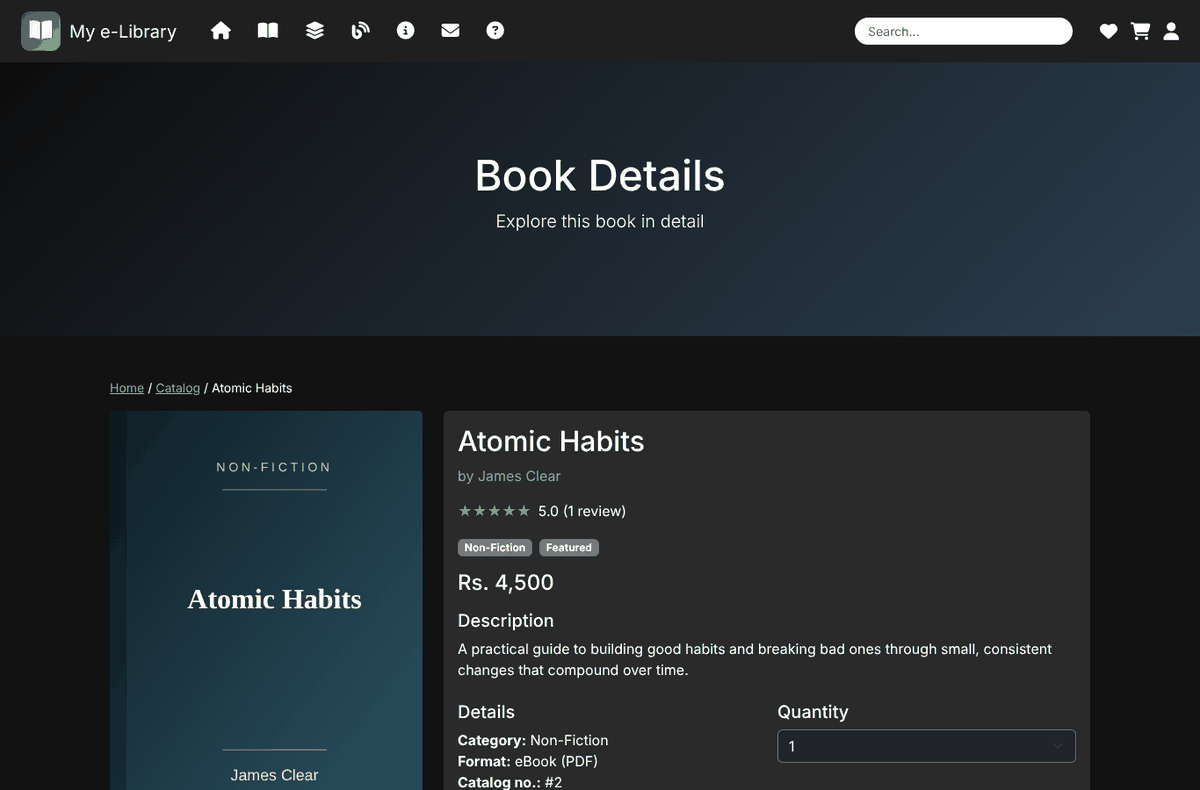 My e-Library
Search...
Book Details
Explore this book in detail
Home / Catalog / Atomic Habits
NON-FICTION
Atomic Habits
James Clear
Atomic Habits
by James Clear
★★★★★ 5.0 (1 review)
Non-Fiction Featured
Rs. 4,500
Description
A practical guide to building good habits and breaking bad ones through small, consistent
changes that compound over time.
Details
Category: Non-Fiction
Format: eBook (PDF)
Catalog no.: #2
Quantity
1